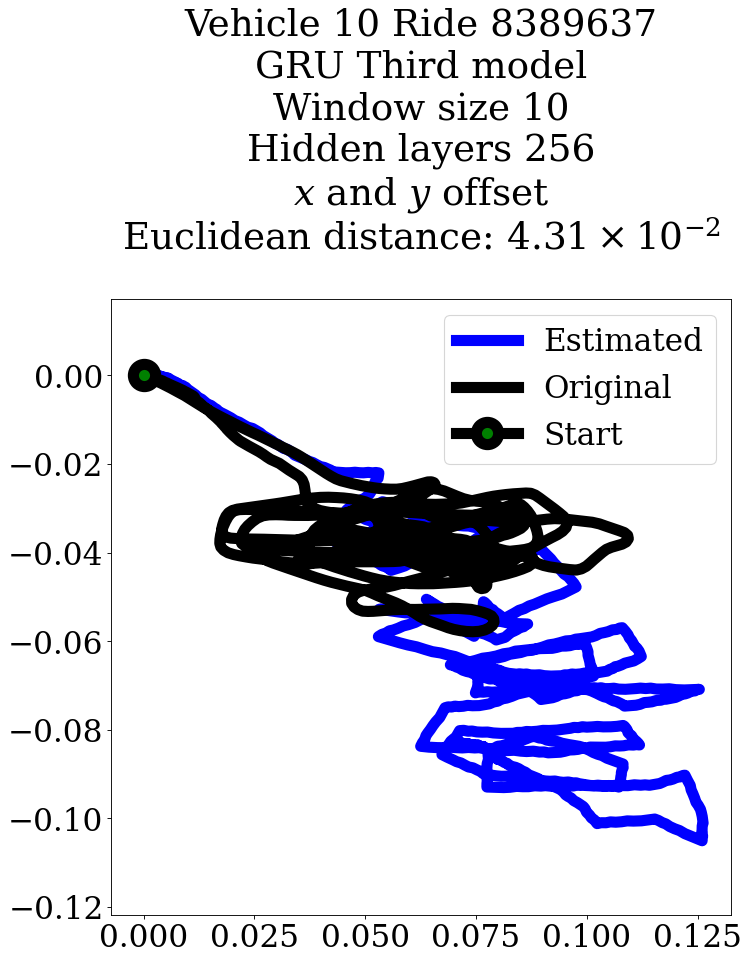 Vehicle 10 Ride 8389637
GRU Third model
Window size 10
Hidden layers 256
x and y offset
Euclidean distance: 4.31 × 10⁻²
Estimated
Original
Start
0.00
−0.02
−0.04
−0.06
−0.08
−0.10
−0.12
0.000 0.025 0.050 0.075 0.100 0.125